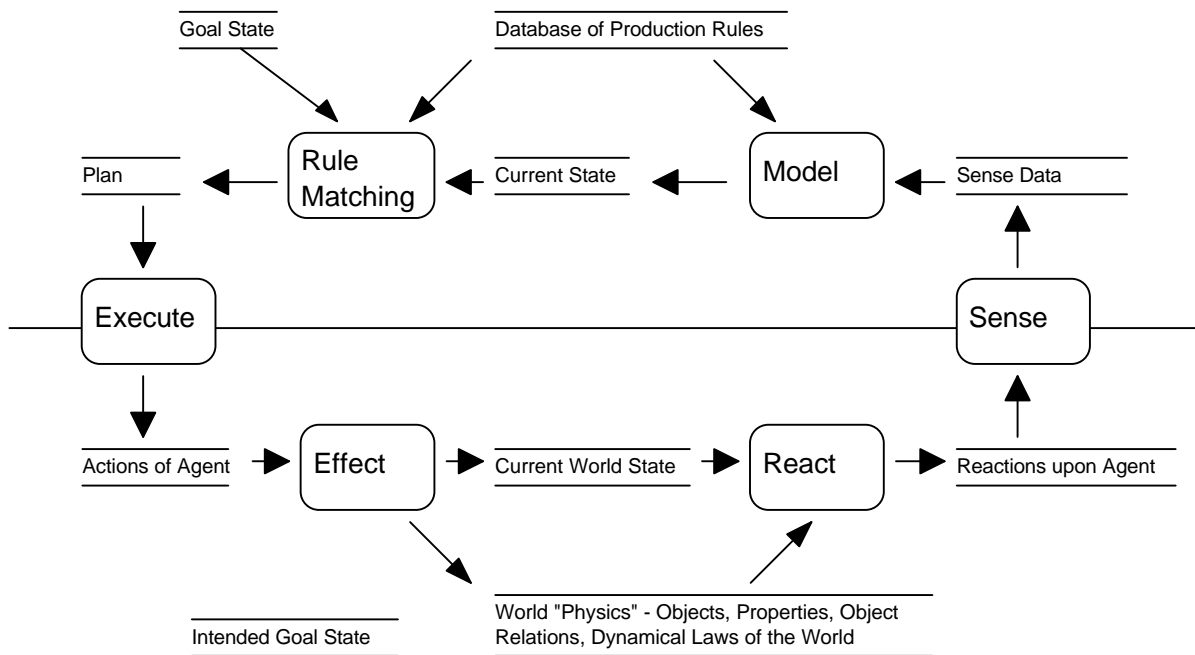 Goal State
Database of Production Rules
Plan
Rule
Matching
Current State
Model
Sense Data
Execute
Sense
Actions of Agent
Effect
Current World State
React
Reactions upon Agent
Intended Goal State
World "Physics" - Objects, Properties, Object
Relations, Dynamical Laws of the World